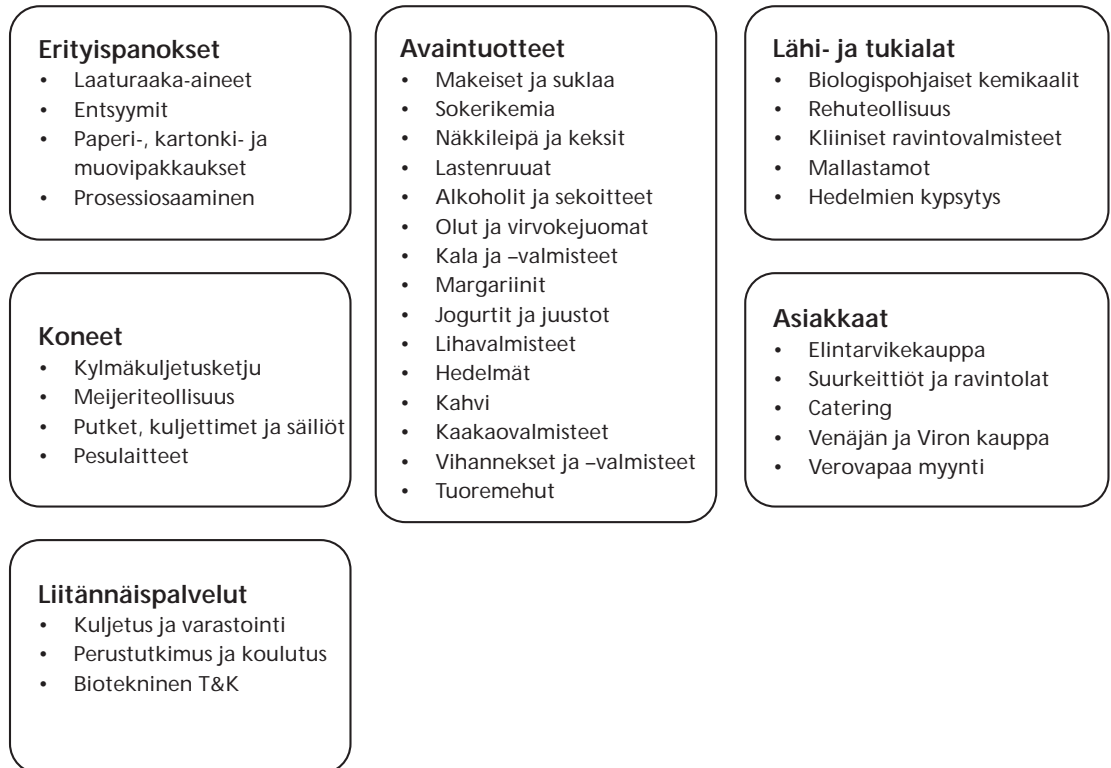 Erityispanokset
• Laaturaaka-aineet
• Entsyymit
• Paperi-, kartonki- ja
muovipakkaukset
• Prosessiosaaminen
Koneet
• Kylmäkuljetusketju
• Meijeriteollisuus
• Putket, kuljettimet ja säiliöt
• Pesulaitteet
Liitännäispalvelut
• Kuljetus ja varastointi
• Perustutkimus ja koulutus
• Biotekninen T&K
Avaintuotteet
• Makeiset ja suklaa
• Sokerikemia
• Näkkileipä ja keksit
• Lastenruuat
• Alkoholit ja sekoitteet
• Olut ja virvokejuomat
• Kala ja –valmisteet
• Margariinit
• Jogurtit ja juustot
• Lihavalmisteet
• Hedelmät
• Kahvi
• Kaakaovalmisteet
• Vihannekset ja –valmisteet
• Tuoremehut
Lähi- ja tukialat
• Biologispohjaiset kemikaalit
• Rehuteollisuus
• Kliiniset ravintovalmisteet
• Mallastamot
• Hedelmien kypsytys
Asiakkaat
• Elintarvikekauppa
• Suurkeittiöt ja ravintolat
• Catering
• Venäjän ja Viron kauppa
• Verovapaa myynti